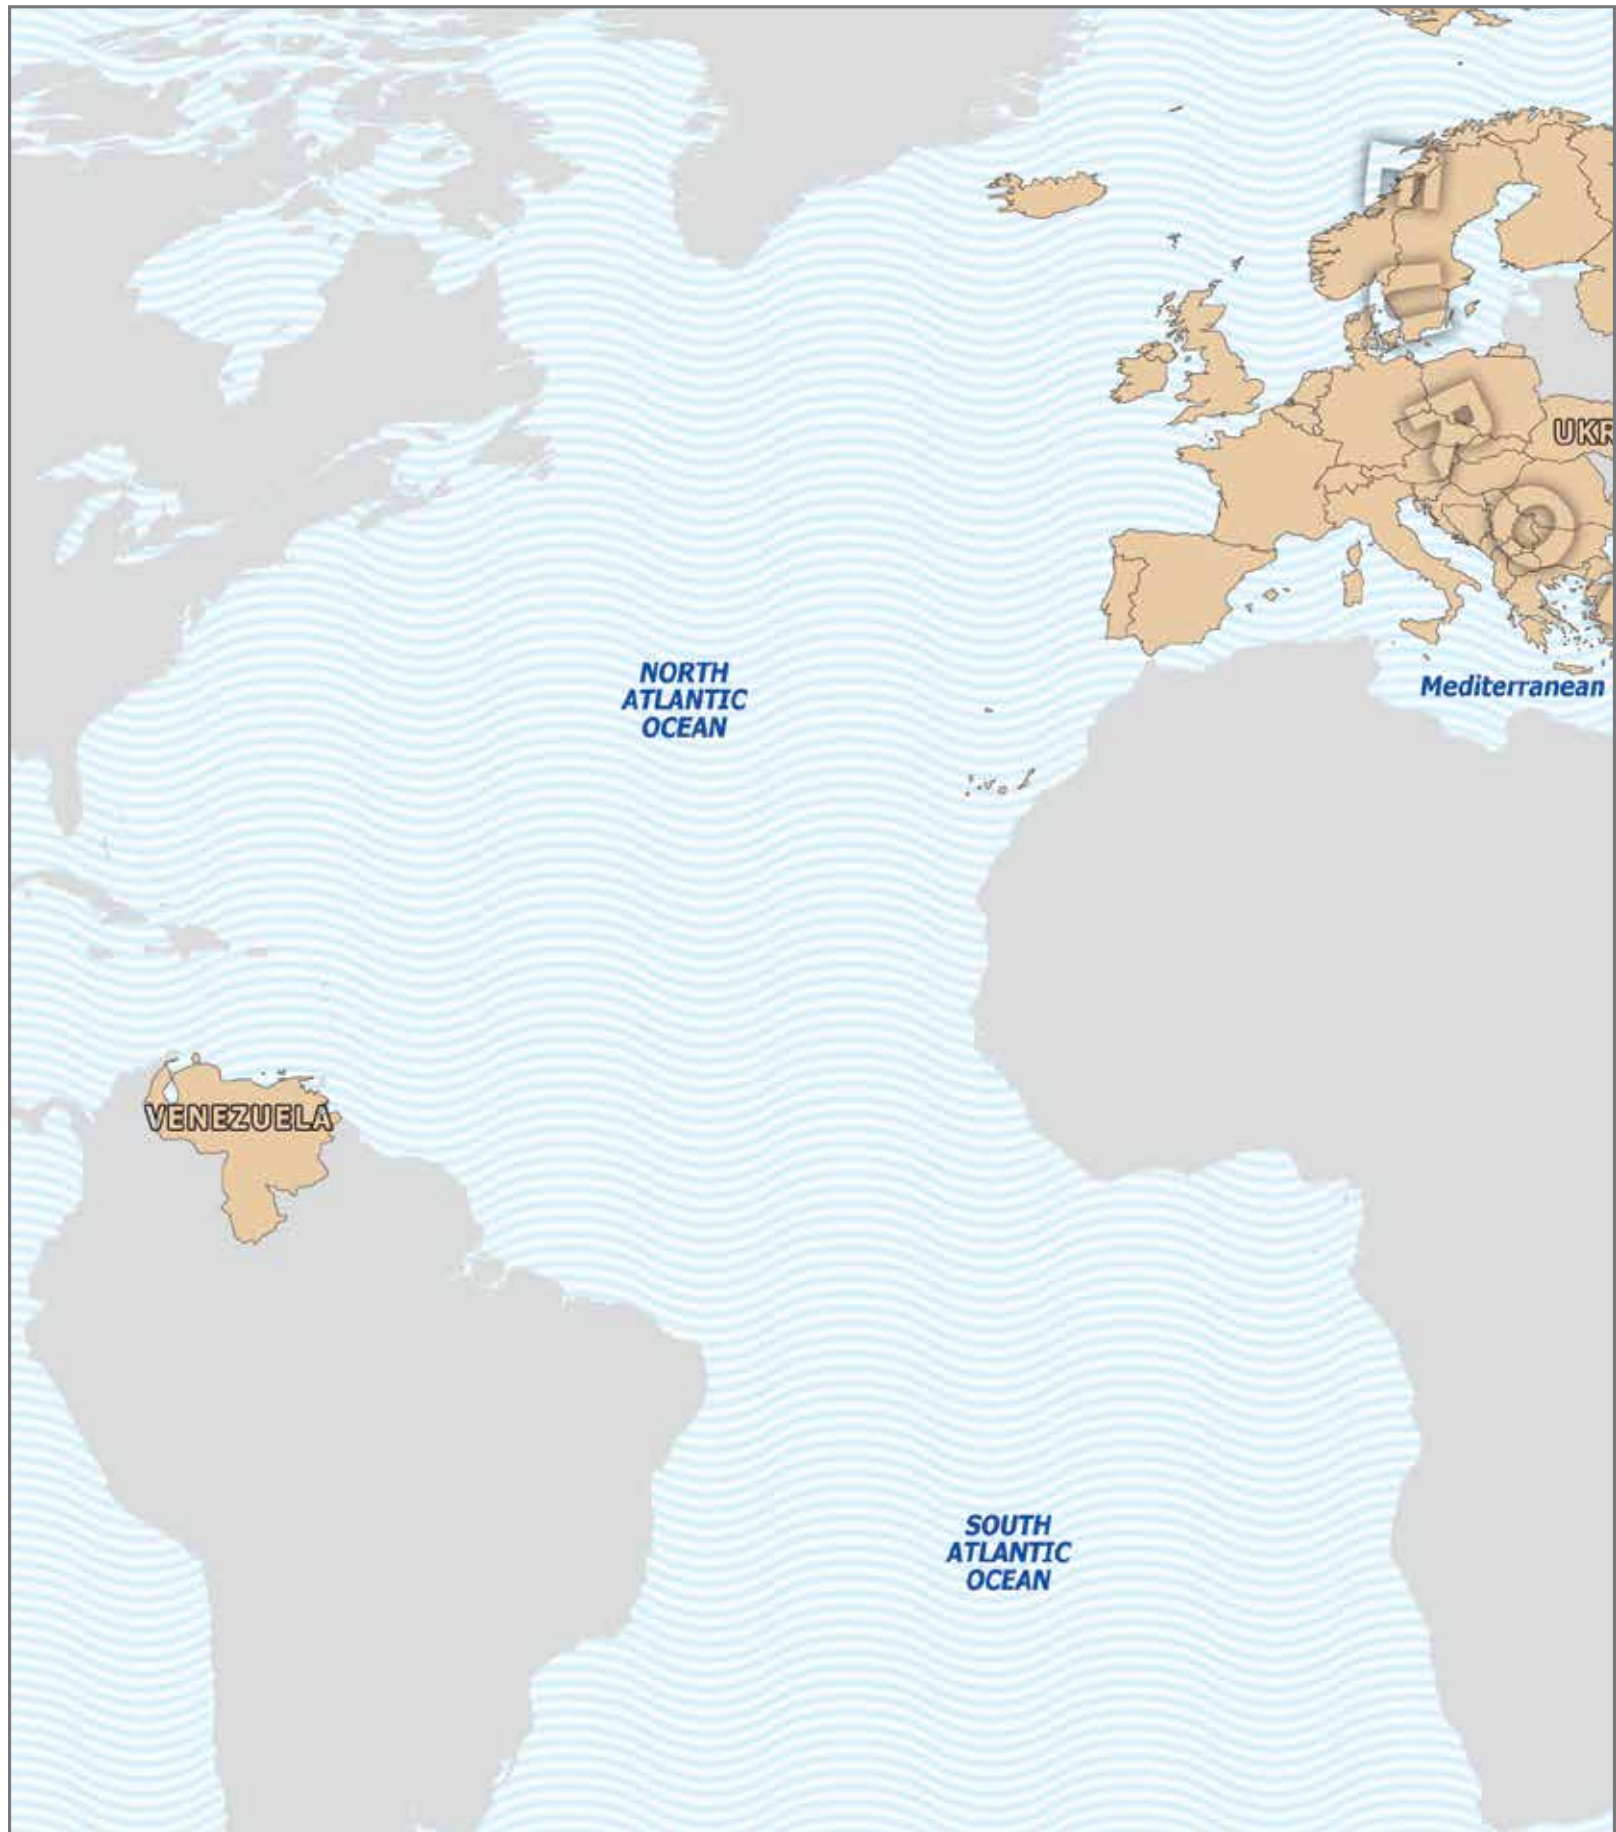 UKR
NORTH
ATLANTIC
OCEAN
Mediterranean
VENEZUELA
SOUTH
ATLANTIC
OCEAN